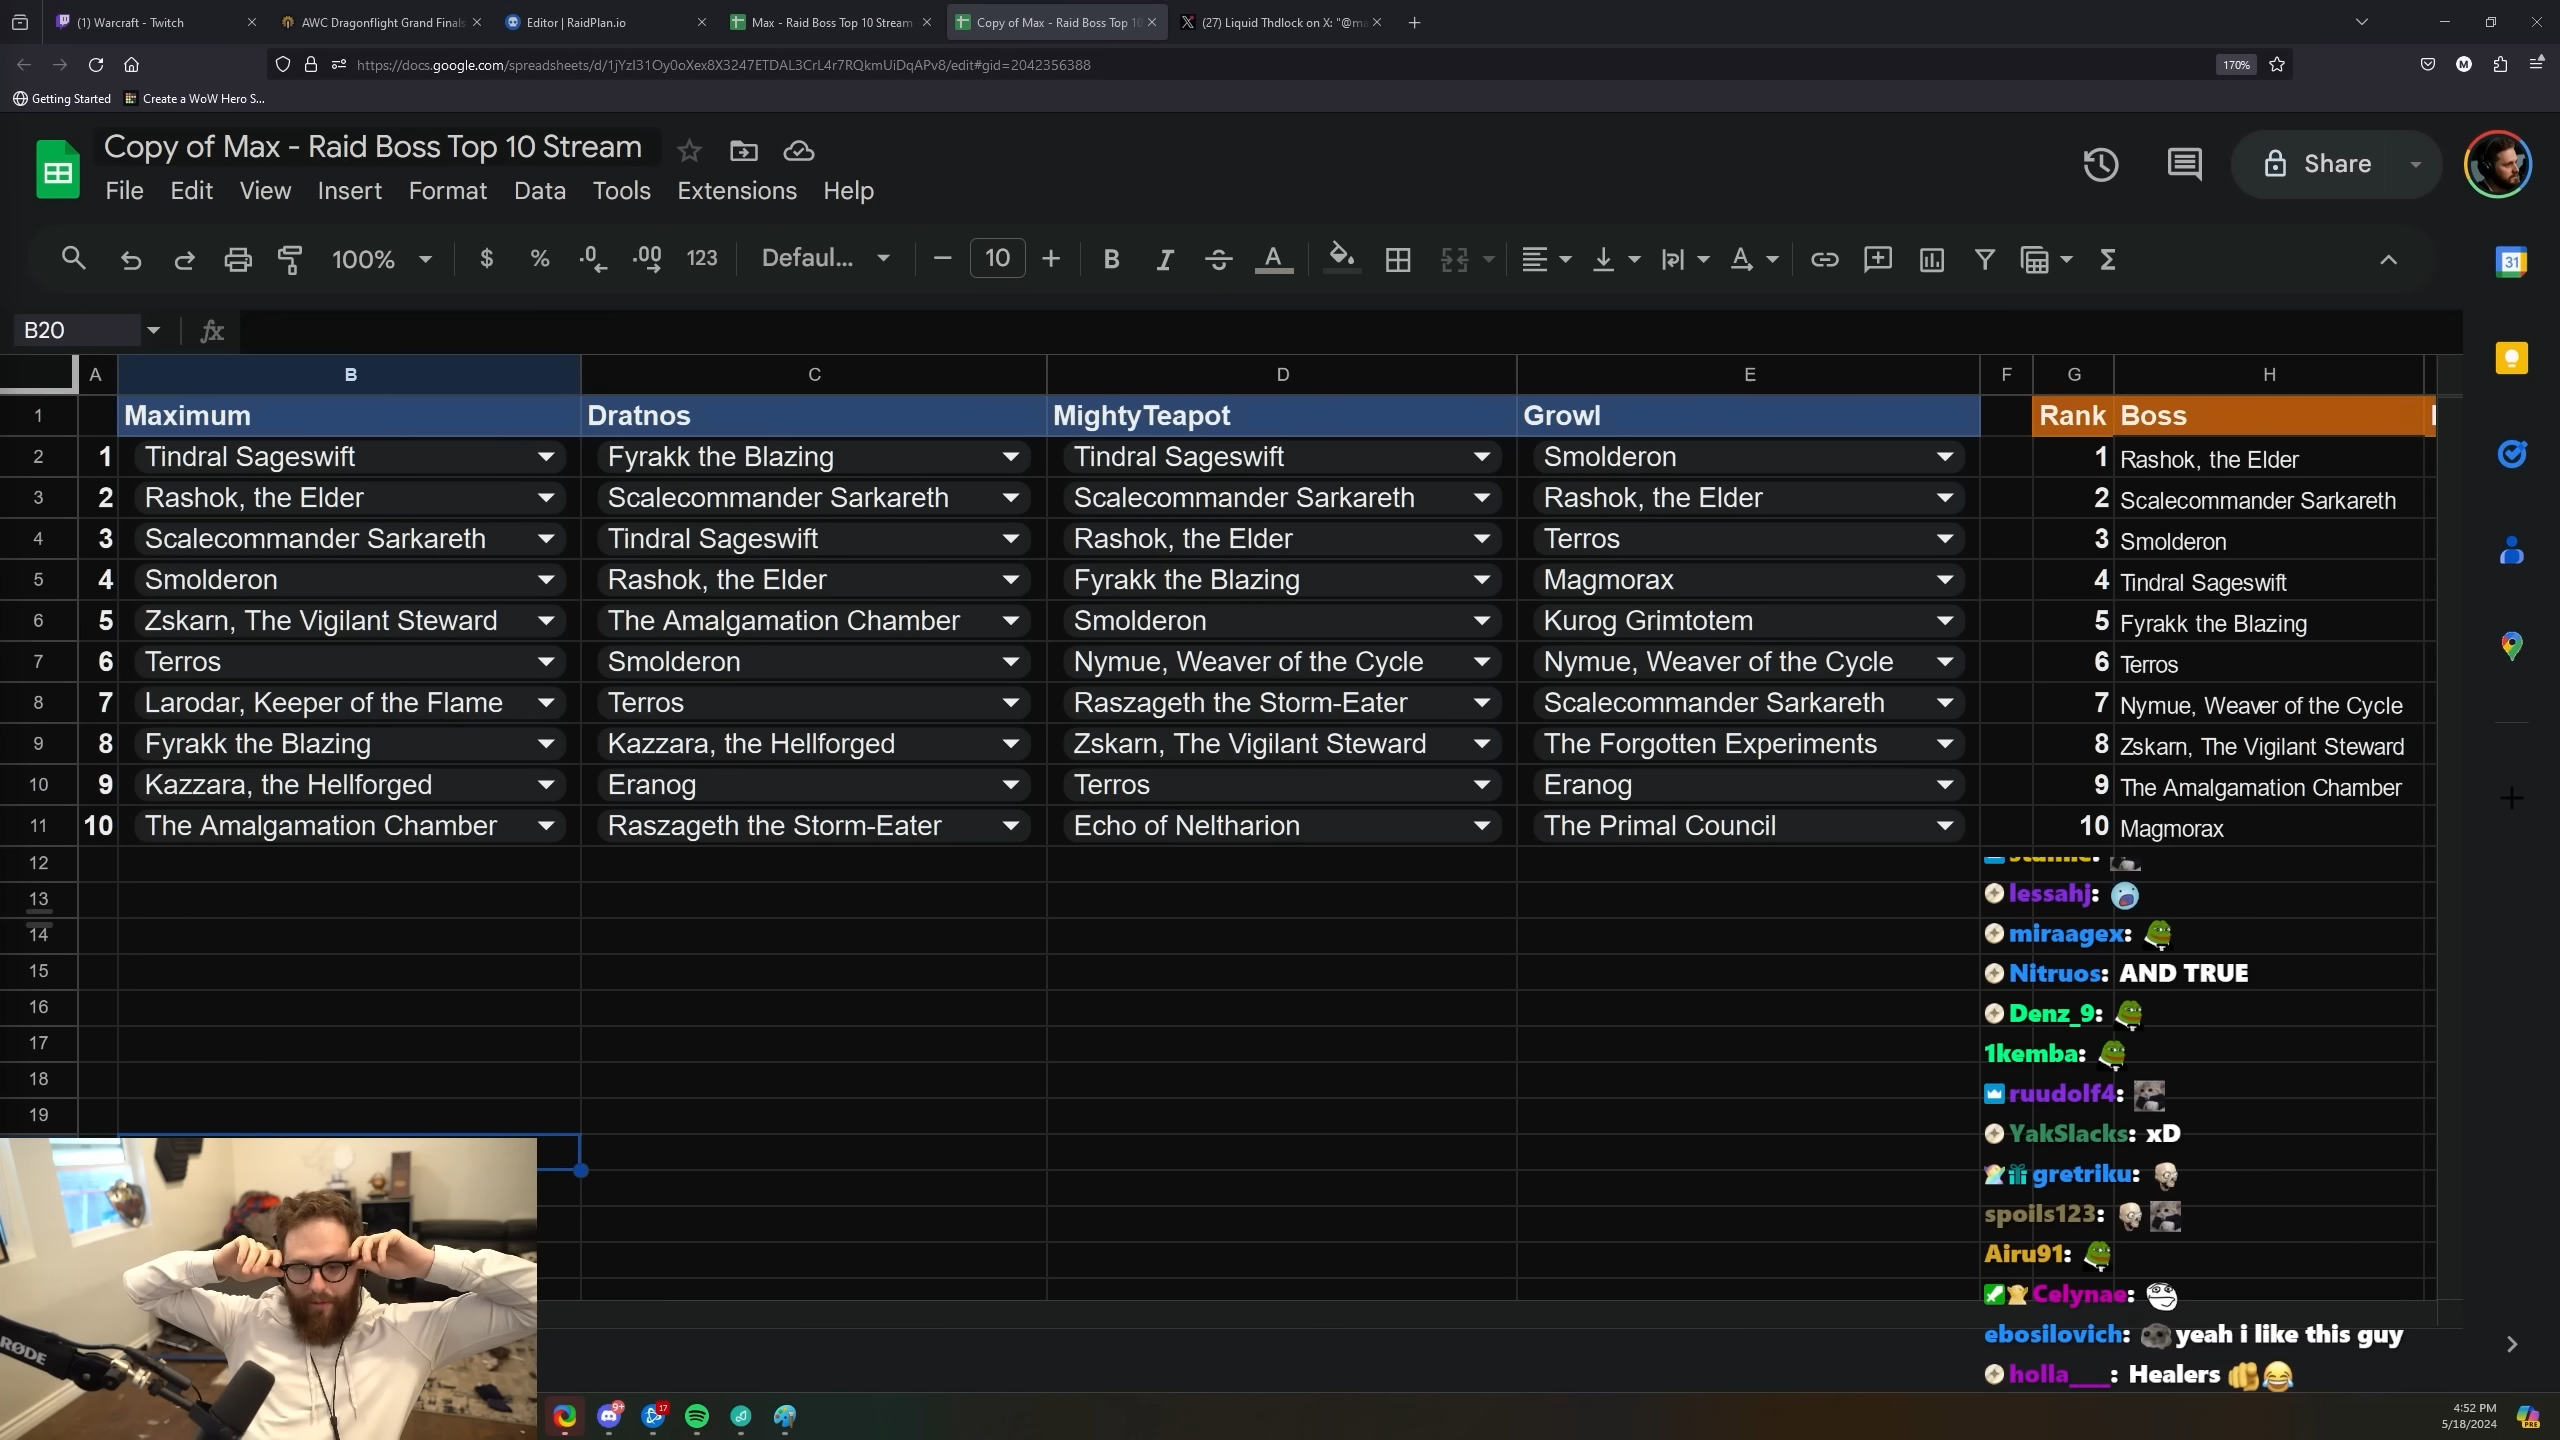 (1) Warcraft - Twitch
AWC Dragonflight Grand Finals
Editor | RaidPlan.io
Max - Raid Boss Top 10 Stream
Copy of Max - Raid Boss Top 10
(27) Liquid Thdlock on X: "@ma
https://docs.google.com/spreadsheets/d/1jYzI31Oy0oXex8X3247ETDAL3CrL4r7RQkmUiDqAPv8/edit#gid=2042356388
170%
M
Getting Started
Create a WoW Hero S...
Copy of Max - Raid Boss Top 10 Stream
Share
File Edit View Insert Format Data Tools Extensions Help
100% $ % .0 .00 123 Defaul... 10 B I S A
31
B20 fx
A B C D E F G H
1 Maximum Dratnos MightyTeapot Growl Rank Boss
2 1 Tindral Sageswift Fyrakk the Blazing Tindral Sageswift Smolderon 1 Rashok, the Elder
3 2 Rashok, the Elder Scalecommander Sarkareth Scalecommander Sarkareth Rashok, the Elder 2 Scalecommander Sarkareth
4 3 Scalecommander Sarkareth Tindral Sageswift Rashok, the Elder Terros 3 Smolderon
5 4 Smolderon Rashok, the Elder Fyrakk the Blazing Magmorax 4 Tindral Sageswift
6 5 Zskarn, The Vigilant Steward The Amalgamation Chamber Smolderon Kurog Grimtotem 5 Fyrakk the Blazing
7 6 Terros Smolderon Nymue, Weaver of the Cycle Nymue, Weaver of the Cycle 6 Terros
8 7 Larodar, Keeper of the Flame Terros Raszageth the Storm-Eater Scalecommander Sarkareth 7 Nymue, Weaver of the Cycle
9 8 Fyrakk the Blazing Kazzara, the Hellforged Zskarn, The Vigilant Steward The Forgotten Experiments 8 Zskarn, The Vigilant Steward
10 9 Kazzara, the Hellforged Eranog Terros Eranog 9 The Amalgamation Chamber
11 10 The Amalgamation Chamber Raszageth the Storm-Eater Echo of Neltharion The Primal Council 10 Magmorax
12
13 lessahj:
14 miraagex:
15 Nitruos: AND TRUE
16 Denz_9:
17 1kemba:
18 ruudolf4:
19 YakSlacks: xD
gretriku:
spoils123:
Airu91:
Celynae:
ebosilovich: yeah i like this guy
holla____: Healers
RØDE
9+
17
4:52 PM
5/18/2024
PRE